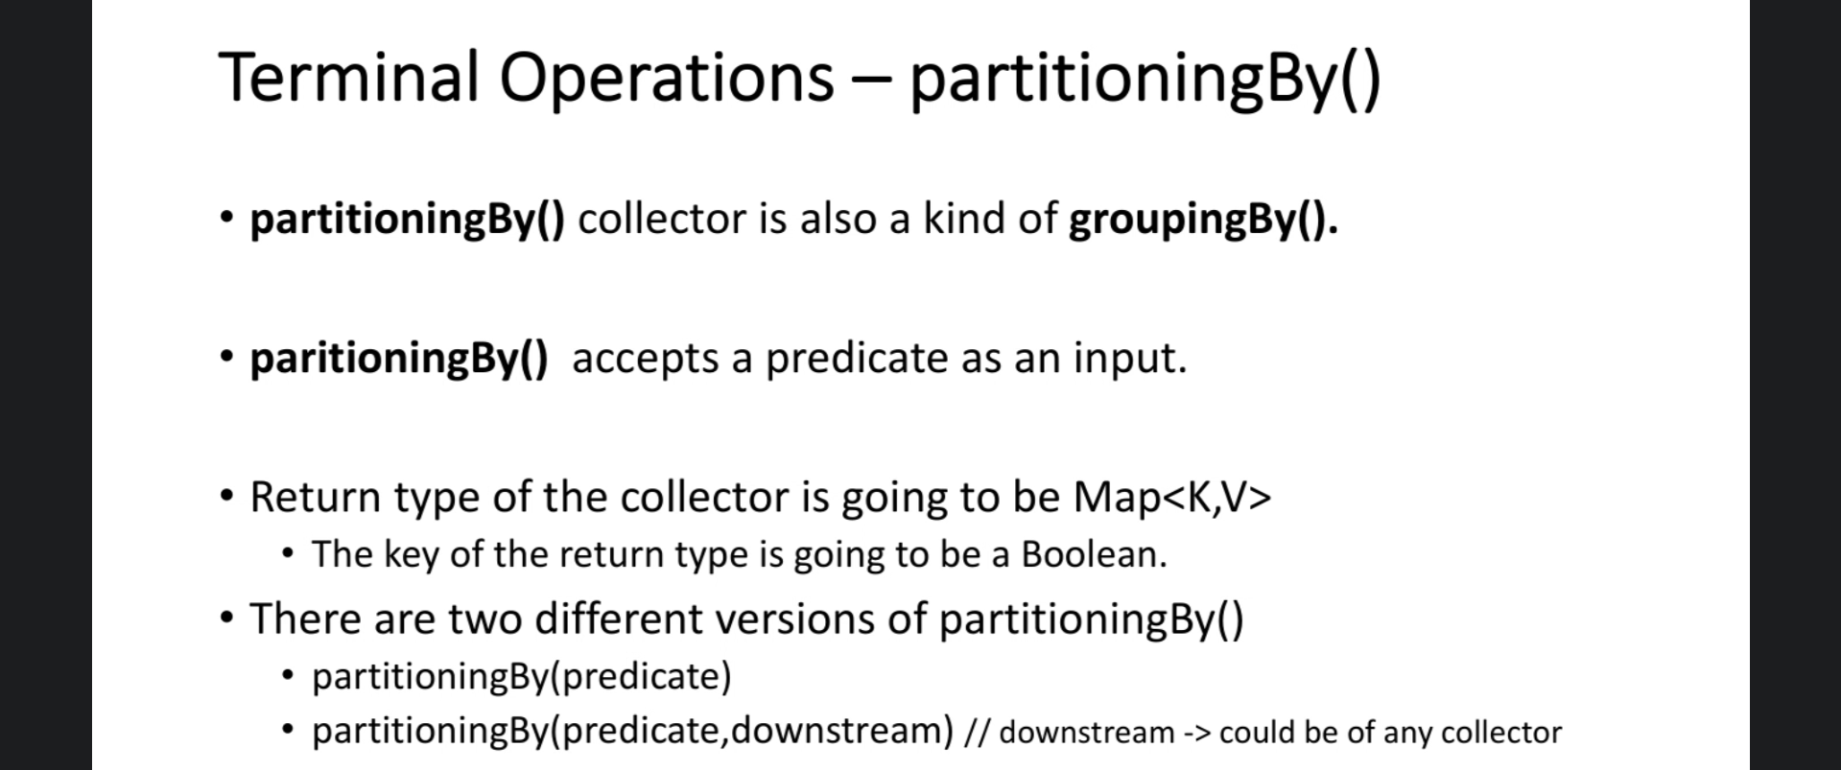 Terminal Operations – partitioningBy()
• partitioningBy() collector is also a kind of groupingBy().
• paritioningBy()  accepts a predicate as an input.
• Return type of the collector is going to be Map<K,V>
• The key of the return type is going to be a Boolean.
• There are two different versions of partitioningBy()
• partitioningBy(predicate)
• partitioningBy(predicate,downstream) // downstream -> could be of any collector